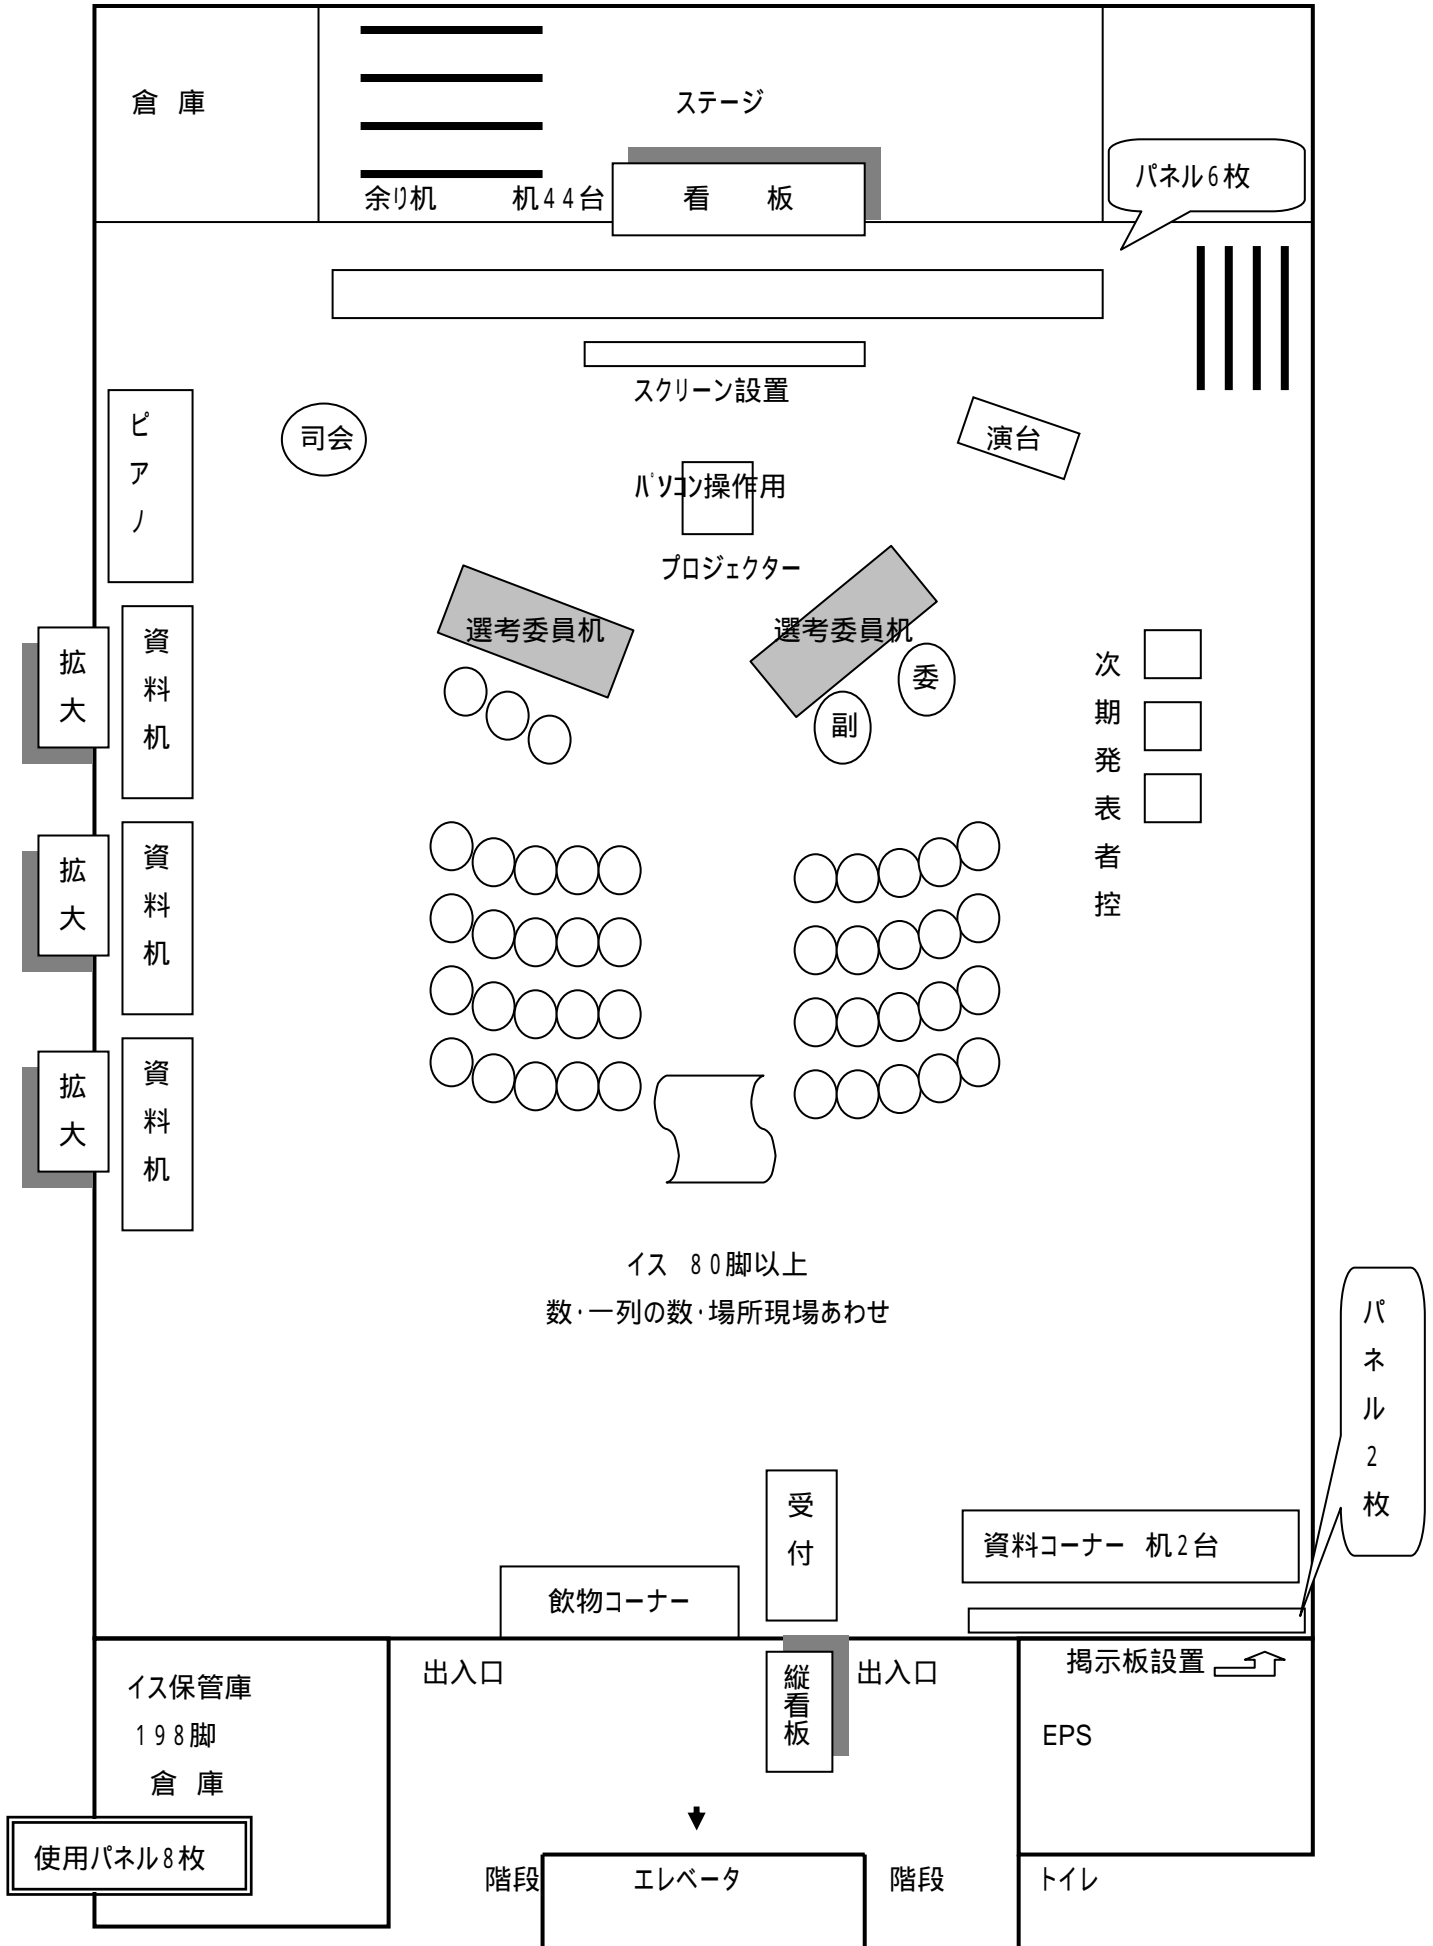 倉 庫
ステージ
パネル6枚
余り机
机44台
看 板
スクリーン設置
ピアノ
司会
演台
パソコン操作用
プロジェクター
選考委員机
選考委員机
委
副
次期発表者控
拡大
資料机
拡大
資料机
拡大
資料机
イス 80脚以上
数・一列の数・場所現場あわせ
パネル2枚
受付
資料コーナー 机2台
飲物コーナー
出入口
縦看板
出入口
掲示板設置
イス保管庫
198脚
倉 庫
EPS
使用パネル8枚
階段
エレベータ
階段
トイレ